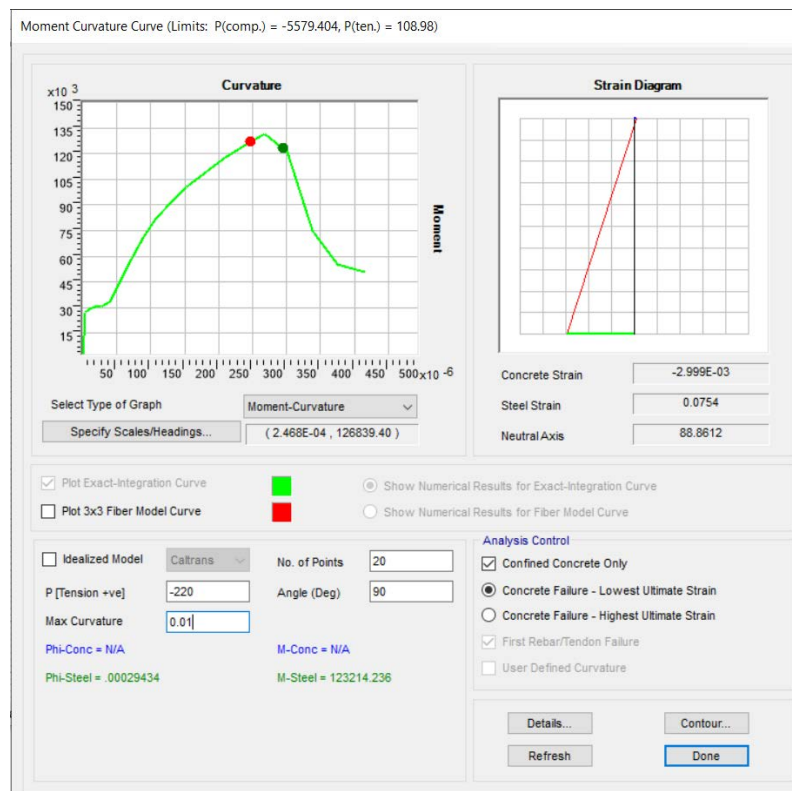 Moment Curvature Curve (Limits: P(comp.) = -5579.404, P(ten.) = 108.98)
Curvature
x10 3
150
135
120
105
90
75
60
45
30
15
50 100 150 200 250 300 350 400 450 500 x10 -6
Moment
Select Type of Graph
Moment-Curvature
Specify Scales/Headings...
( 2.468E-04 , 126839.40 )
Strain Diagram
Concrete Strain
-2.999E-03
Steel Strain
0.0754
Neutral Axis
88.8612
Plot Exact-Integration Curve
Show Numerical Results for Exact-Integration Curve
Plot 3x3 Fiber Model Curve
Show Numerical Results for Fiber Model Curve
Idealized Model
Caltrans
No. of Points
20
P [Tension +ve]
-220
Angle (Deg)
90
Max Curvature
0.01
Phi-Conc = N/A
M-Conc = N/A
Phi-Steel = .00029434
M-Steel = 123214.236
Analysis Control
Confined Concrete Only
Concrete Failure - Lowest Ultimate Strain
Concrete Failure - Highest Ultimate Strain
First Rebar/Tendon Failure
User Defined Curvature
Details...
Contour...
Refresh
Done